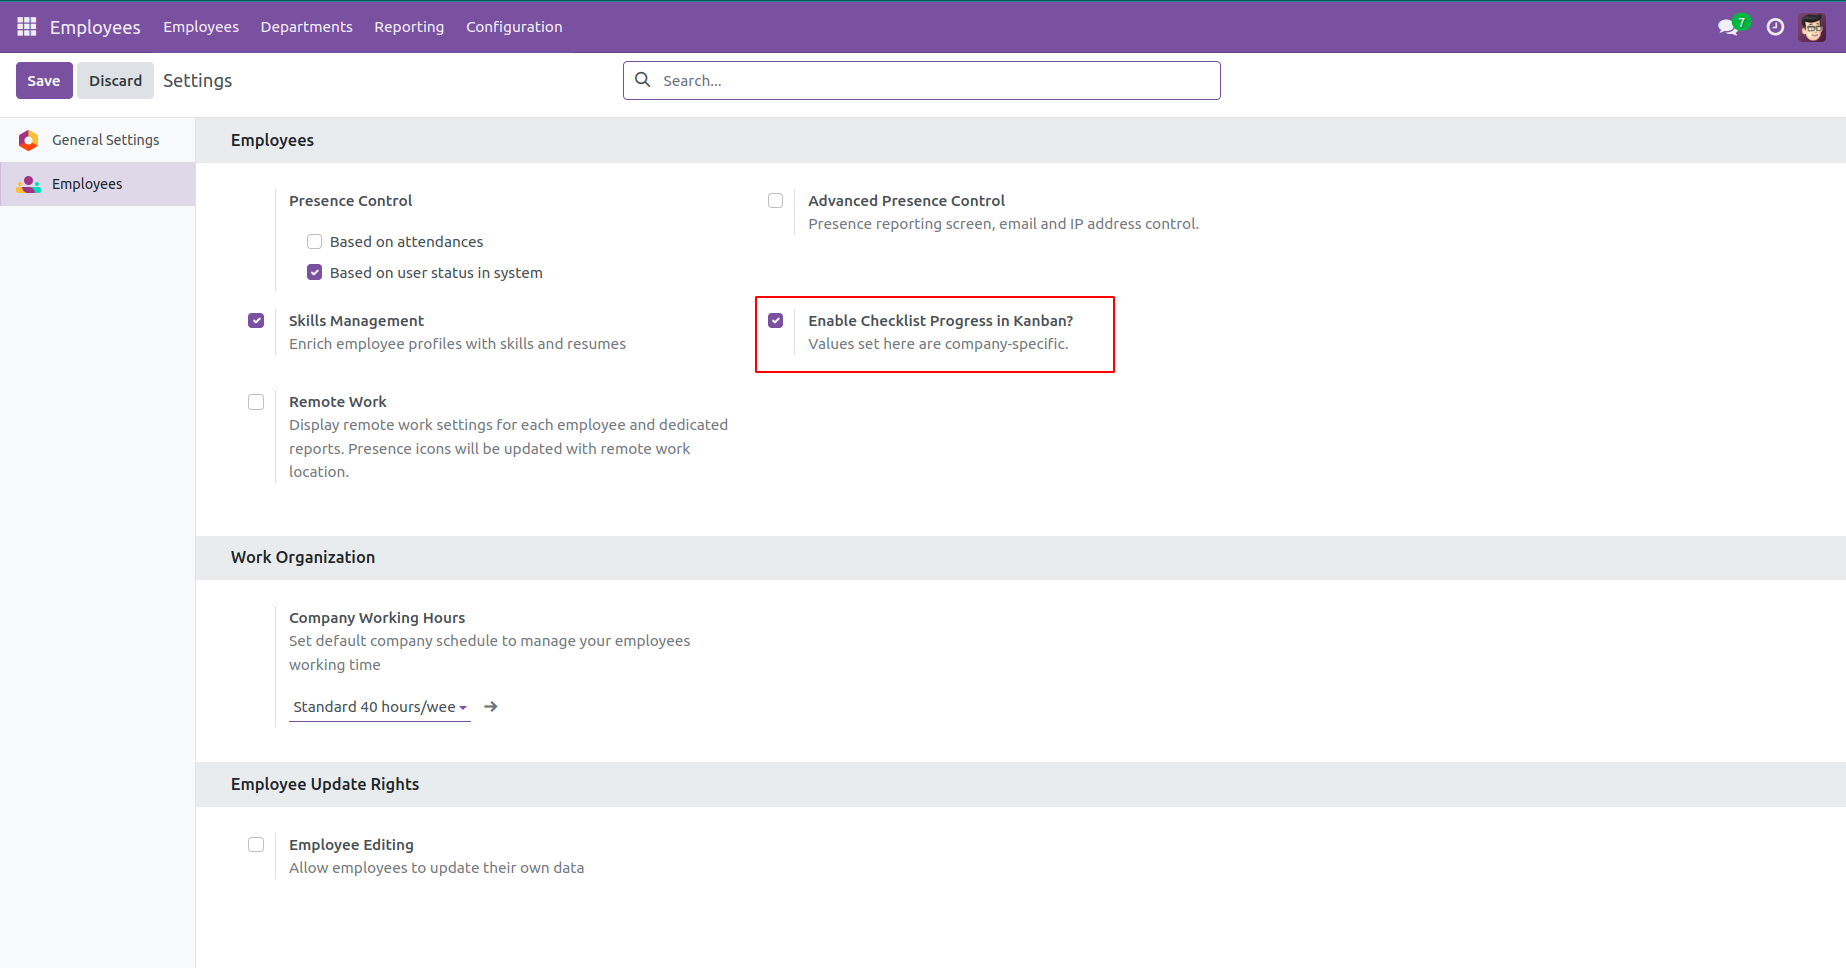 Employees Employees Departments Reporting Configuration 7
Save Discard Settings Search...
General Settings
Employees
Employees
Presence Control
Based on attendances
Based on user status in system
Advanced Presence Control
Presence reporting screen, email and IP address control.
Skills Management
Enrich employee profiles with skills and resumes
Enable Checklist Progress in Kanban?
Values set here are company-specific.
Remote Work
Display remote work settings for each employee and dedicated
reports. Presence icons will be updated with remote work
location.
Work Organization
Company Working Hours
Set default company schedule to manage your employees
working time
Standard 40 hours/wee
Employee Update Rights
Employee Editing
Allow employees to update their own data